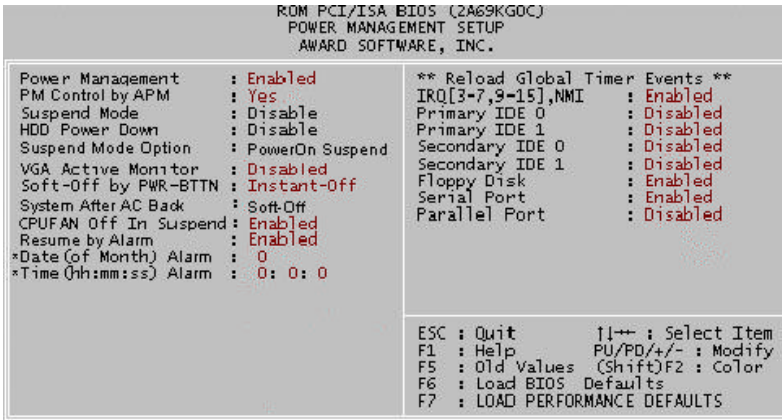 ROM PCI/ISA BIOS (2A69KGOC)
POWER MANAGEMENT SETUP
AWARD SOFTWARE, INC.
Power Management : Enabled
PM Control by APM : Yes
Suspend Mode : Disable
HDD Power Down : Disable
Suspend Mode Option : PowerOn Suspend
VGA Active Monitor : Disabled
Soft-Off by PWR-BTTN : Instant-Off
System After AC Back : Soft-Off
CPUFAN Off In Suspend : Enabled
Resume by Alarm : Enabled
*Date(of Month) Alarm : 0
*Time(hh:mm:ss) Alarm : 0: 0: 0
** Reload Global Timer Events **
IRQ[3-7,9-15],NMI : Enabled
Primary IDE 0 : Disabled
Primary IDE 1 : Disabled
Secondary IDE 0 : Disabled
Secondary IDE 1 : Disabled
Floppy Disk : Enabled
Serial Port : Enabled
Parallel Port : Disabled
ESC : Quit ↑↓→← : Select Item
F1 : Help PU/PD/+/- : Modify
F5 : Old Values (Shift)F2 : Color
F6 : Load BIOS Defaults
F7 : LOAD PERFORMANCE DEFAULTS